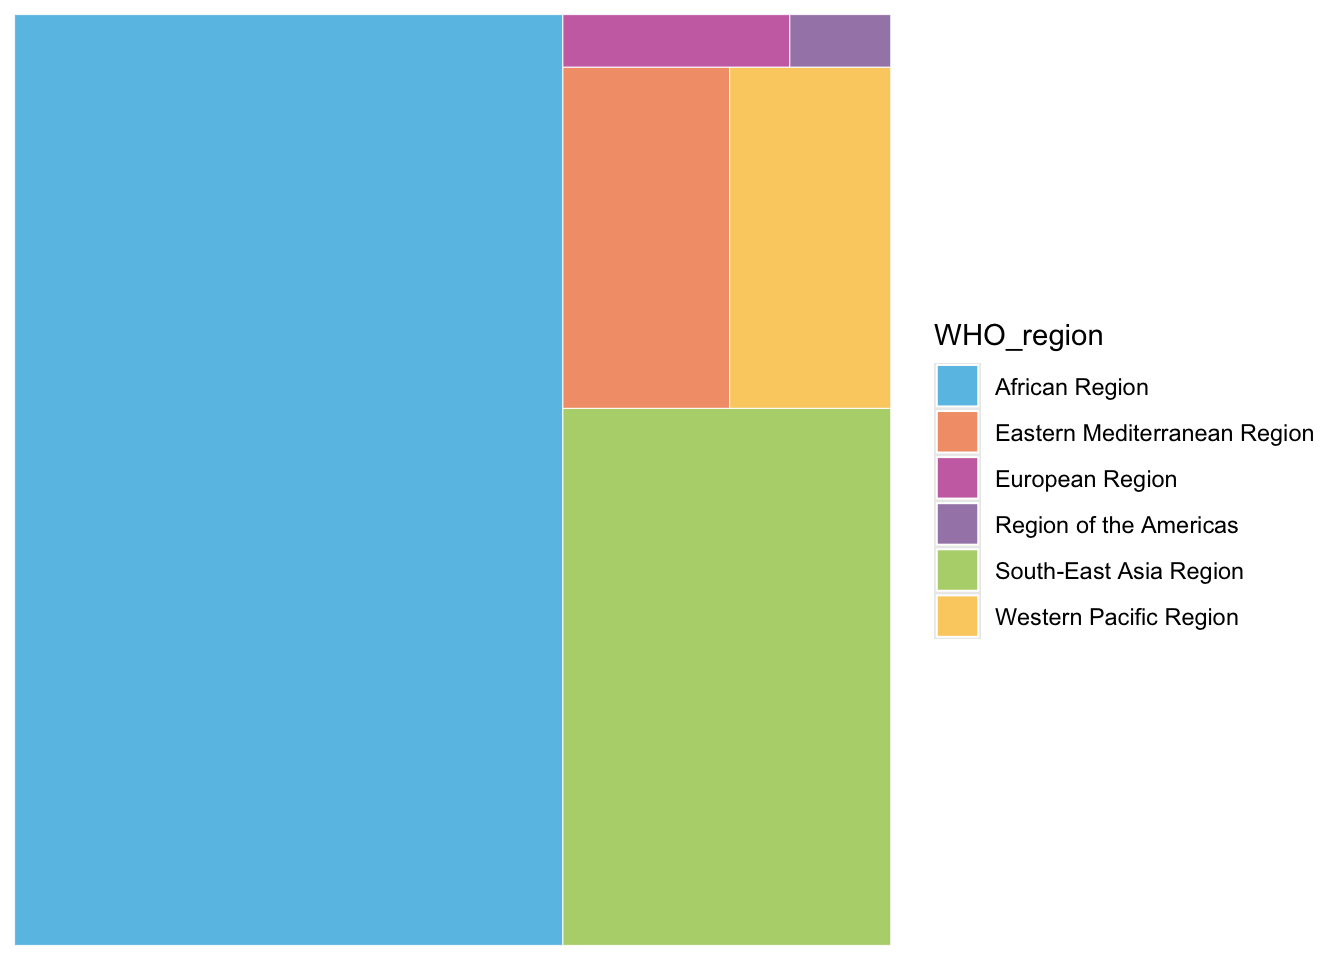 WHO_region
African Region
Eastern Mediterranean Region
European Region
Region of the Americas
South-East Asia Region
Western Pacific Region